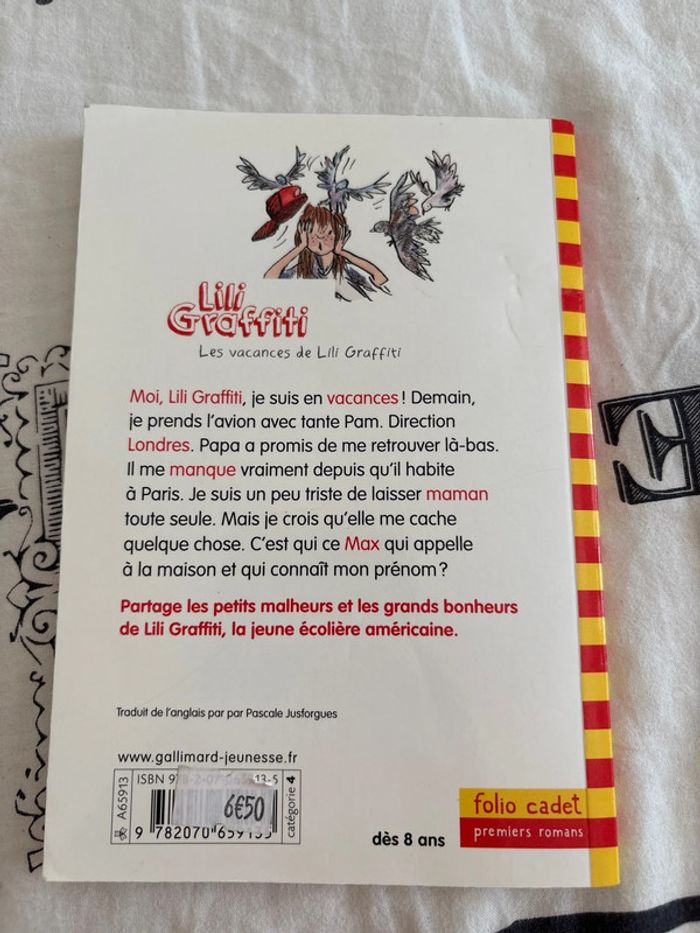 Lili
Graffiti
Les vacances de Lili Graffiti
Moi, Lili Graffiti, je suis en vacances ! Demain,
je prends l'avion avec tante Pam. Direction
Londres. Papa a promis de me retrouver là-bas.
Il me manque vraiment depuis qu'il habite
à Paris. Je suis un peu triste de laisser maman
toute seule. Mais je crois qu'elle me cache
quelque chose. C'est qui ce Max qui appelle
à la maison et qui connaît mon prénom ?
Partage les petits malheurs et les grands bonheurs
de Lili Graffiti, la jeune écolière américaine.
Traduit de l'anglais par par Pascale Jusforgues
www.gallimard-jeunesse.fr
A65913
ISBN 13-5
6€50
9 782070 659135
catégorie 4
dès 8 ans
folio cadet
premiers romans
E